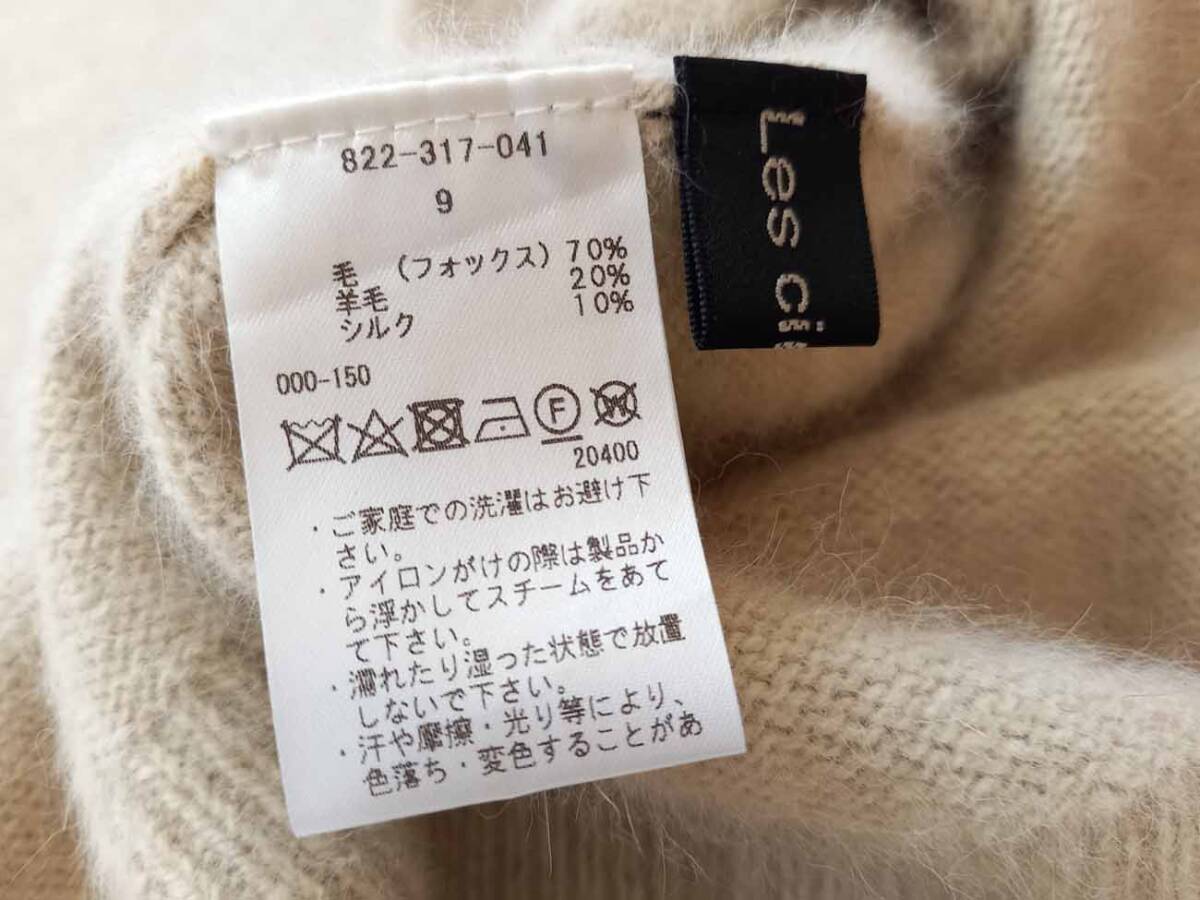 822-317-041
9
毛 (フォックス) 70%
羊毛 20%
シルク 10%
000-150
F
W
20400
・ご家庭での洗濯はお避け下
さい。
・アイロンがけの際は製品か
ら浮かしてスチームをあて
て下さい。
・濡れたり湿った状態で放置
しないで下さい。
・汗や摩擦・光り等により、
色落ち・変色することがあ
Les ci